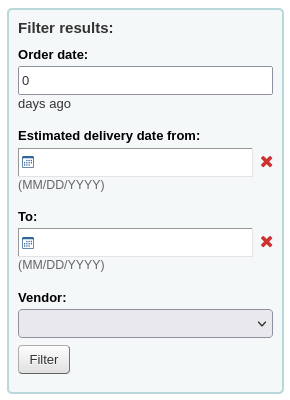 Filter results:
Order date:
0
days ago
Estimated delivery date from:
(MM/DD/YYYY)
To:
(MM/DD/YYYY)
Vendor:
Filter